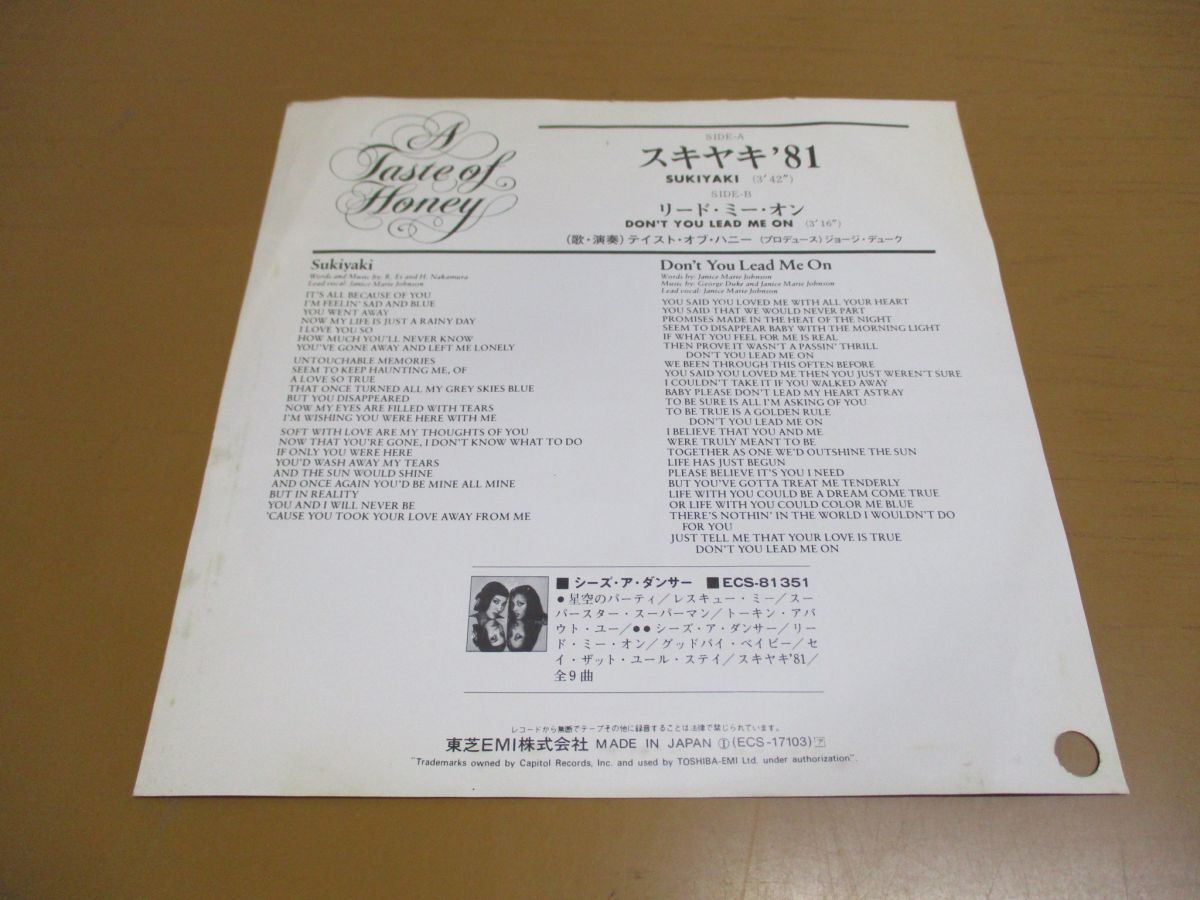 A
Taste of
Honey
SIDE-A
スキヤキ'81
SUKIYAKI (3'42")
SIDE-B
リード・ミー・オン
DON'T YOU LEAD ME ON (3'16")
(歌・演奏) テイスト・オブ・ハニー (プロデュース) ジョージ・デューク
Sukiyaki
Words and Music by: R. Ei and H. Nakamura
Lead vocal: Janice Marie Johnson
IT'S ALL BECAUSE OF YOU
I'M FEELIN' SAD AND BLUE
YOU WENT AWAY
NOW MY LIFE IS JUST A RAINY DAY
I LOVE YOU SO
HOW MUCH YOU'LL NEVER KNOW
YOU'VE GONE AWAY AND LEFT ME LONELY
UNTOUCHABLE MEMORIES
SEEM TO KEEP HAUNTING ME, OF
A LOVE SO TRUE
THAT ONCE TURNED ALL MY GREY SKIES BLUE
BUT YOU DISAPPEARED
NOW MY EYES ARE FILLED WITH TEARS
I'M WISHING YOU WERE HERE WITH ME
SOFT WITH LOVE ARE MY THOUGHTS OF YOU
NOW THAT YOU'RE GONE, I DON'T KNOW WHAT TO DO
IF ONLY YOU WERE HERE
YOU'D WASH AWAY MY TEARS
AND THE SUN WOULD SHINE
AND ONCE AGAIN YOU'D BE MINE ALL MINE
BUT IN REALITY
YOU AND I WILL NEVER BE
'CAUSE YOU TOOK YOUR LOVE AWAY FROM ME
Don't You Lead Me On
Words by: Janice Marie Johnson
Music by: George Duke and Janice Marie Johnson
Lead vocal: Janice Marie Johnson
YOU SAID YOU LOVED ME WITH ALL YOUR HEART
YOU SAID THAT WE WOULD NEVER PART
PROMISES MADE IN THE HEAT OF THE NIGHT
SEEM TO DISAPPEAR BABY WITH THE MORNING LIGHT
IF WHAT YOU FEEL FOR ME IS REAL
THEN PROVE IT WASN'T A PASSIN' THRILL
DON'T YOU LEAD ME ON
WE BEEN THROUGH THIS OFTEN BEFORE
YOU SAID YOU LOVED ME THEN YOU JUST WEREN'T SURE
I COULDN'T TAKE IT IF YOU WALKED AWAY
BABY PLEASE DON'T LEAD MY HEART ASTRAY
TO BE SURE IS ALL I'M ASKING OF YOU
TO BE TRUE IS A GOLDEN RULE
DON'T YOU LEAD ME ON
I BELIEVE THAT YOU AND ME
WERE TRULY MEANT TO BE
TOGETHER AS ONE WE'D OUTSHINE THE SUN
LIFE HAS JUST BEGUN
PLEASE BELIEVE IT'S YOU I NEED
BUT YOU'VE GOTTA TREAT ME TENDERLY
LIFE WITH YOU COULD BE A DREAM COME TRUE
OR LIFE WITH YOU COULD COLOR ME BLUE
THERE'S NOTHIN' IN THE WORLD I WOULDN'T DO
FOR YOU
JUST TELL ME THAT YOUR LOVE IS TRUE
DON'T YOU LEAD ME ON
■ シーズ・ア・ダンサー ■ECS-81351
●星空のパーティ／レスキュー・ミー／スー
パースター・スーパーマン／トーキン・アバ
ウト・ユー／●●シーズ・ア・ダンサー／リー
ド・ミー・オン／グッドバイ・ベイビー／セ
イ・ザット・ユール・ステイ／スキヤキ'81／
全9曲
レコードから無断でテープその他に録音することは法律で禁じられています。
東芝EMI株式会社 MADE IN JAPAN ① (ECS-17103) ア
"Trademarks owned by Capitol Records, Inc. and used by TOSHIBA-EMI Ltd. under authorization".